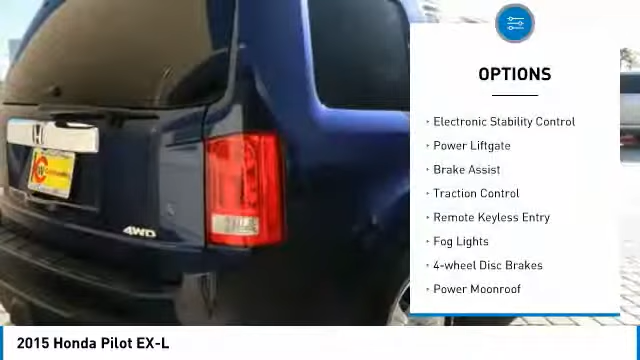 OPTIONS
· Electronic Stability Control
· Power Liftgate
· Brake Assist
· Traction Control
· Remote Keyless Entry
· Fog Lights
· 4-wheel Disc Brakes
· Power Moonroof
4WD
2015 Honda Pilot EX-L